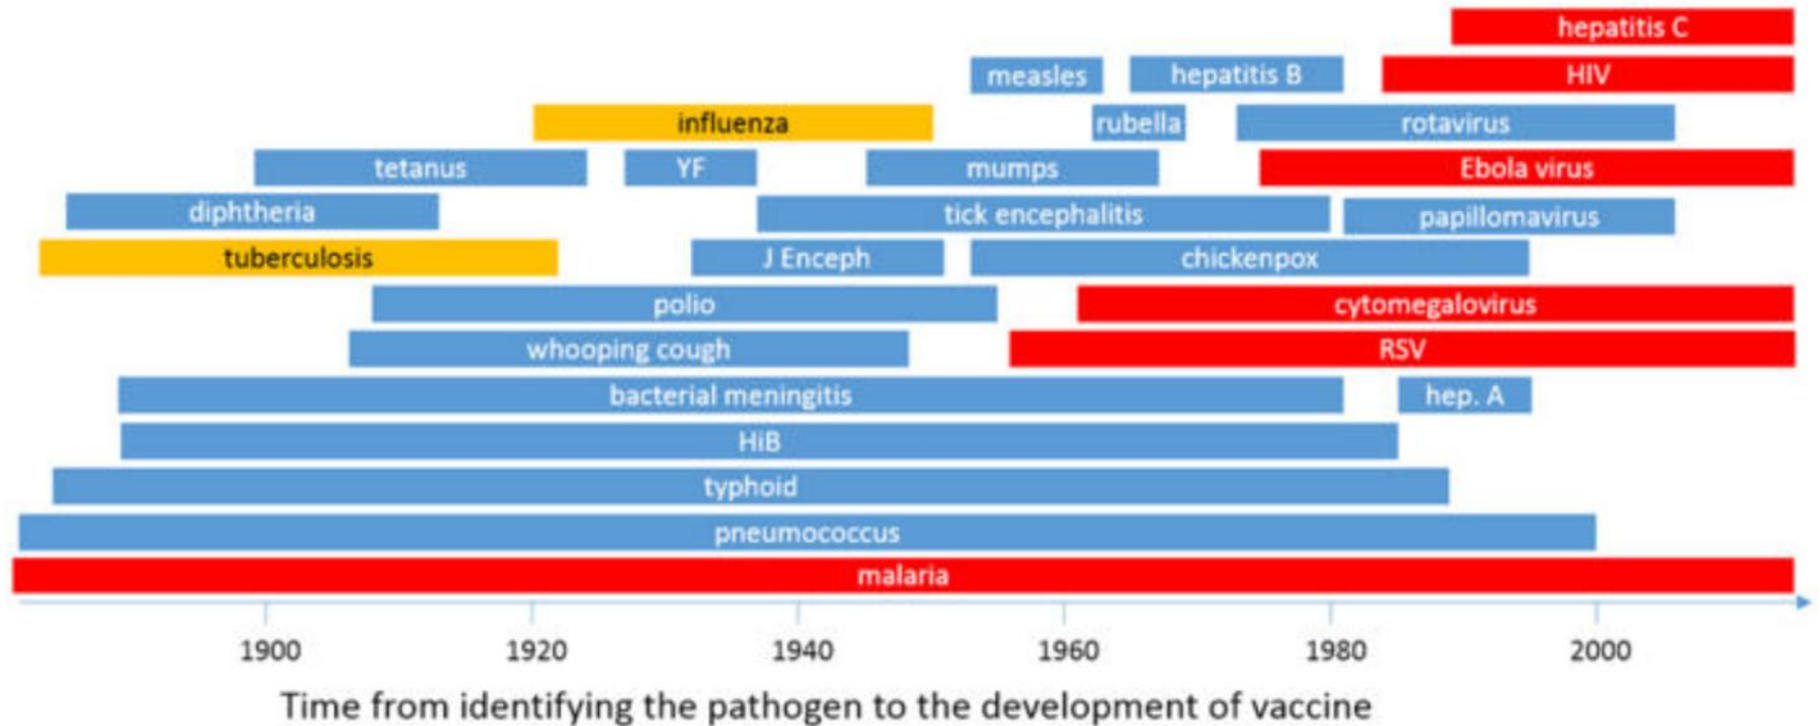 hepatitis C
measles hepatitis B HIV
influenza rubella rotavirus
tetanus YF mumps Ebola virus
diphtheria tick encephalitis papillomavirus
tuberculosis J Enceph chickenpox
polio cytomegalovirus
whooping cough RSV
bacterial meningitis hep. A
HiB
typhoid
pneumococcus
malaria
1900 1920 1940 1960 1980 2000
Time from identifying the pathogen to the development of vaccine